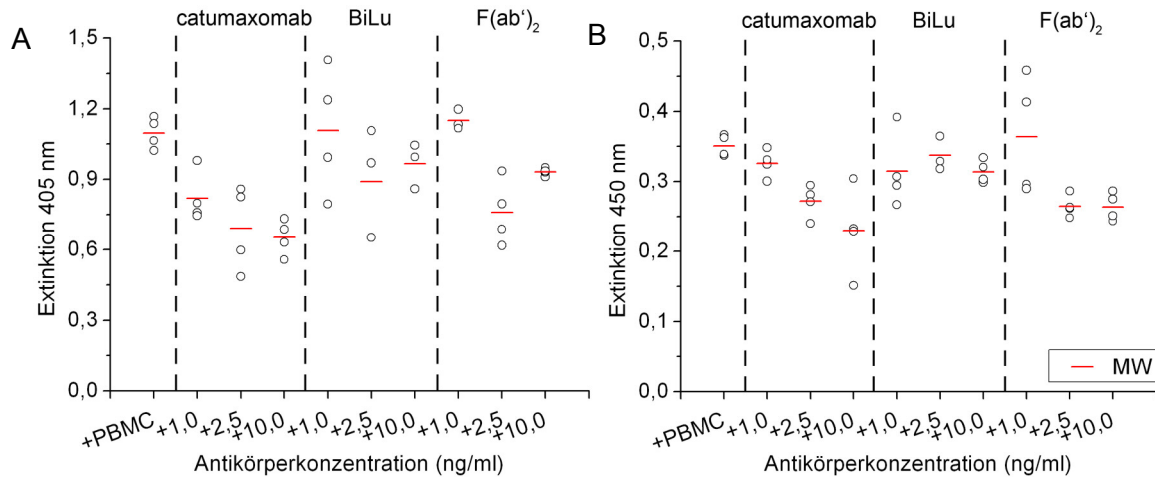 A
catumaxomab
BiLu
F(ab‘)2
Extinktion 405 nm
1,5
1,2
0,9
0,6
0,3
0,0
+PBMC
+1,0
+2,5
+10,0
+1,0
+2,5
+10,0
+1,0
+2,5
+10,0
Antikörperkonzentration (ng/ml)
B
catumaxomab
BiLu
F(ab‘)2
Extinktion 450 nm
0,5
0,4
0,3
0,2
0,1
0,0
MW
+PBMC
+1,0
+2,5
+10,0
+1,0
+2,5
+10,0
+1,0
+2,5
+10,0
Antikörperkonzentration (ng/ml)